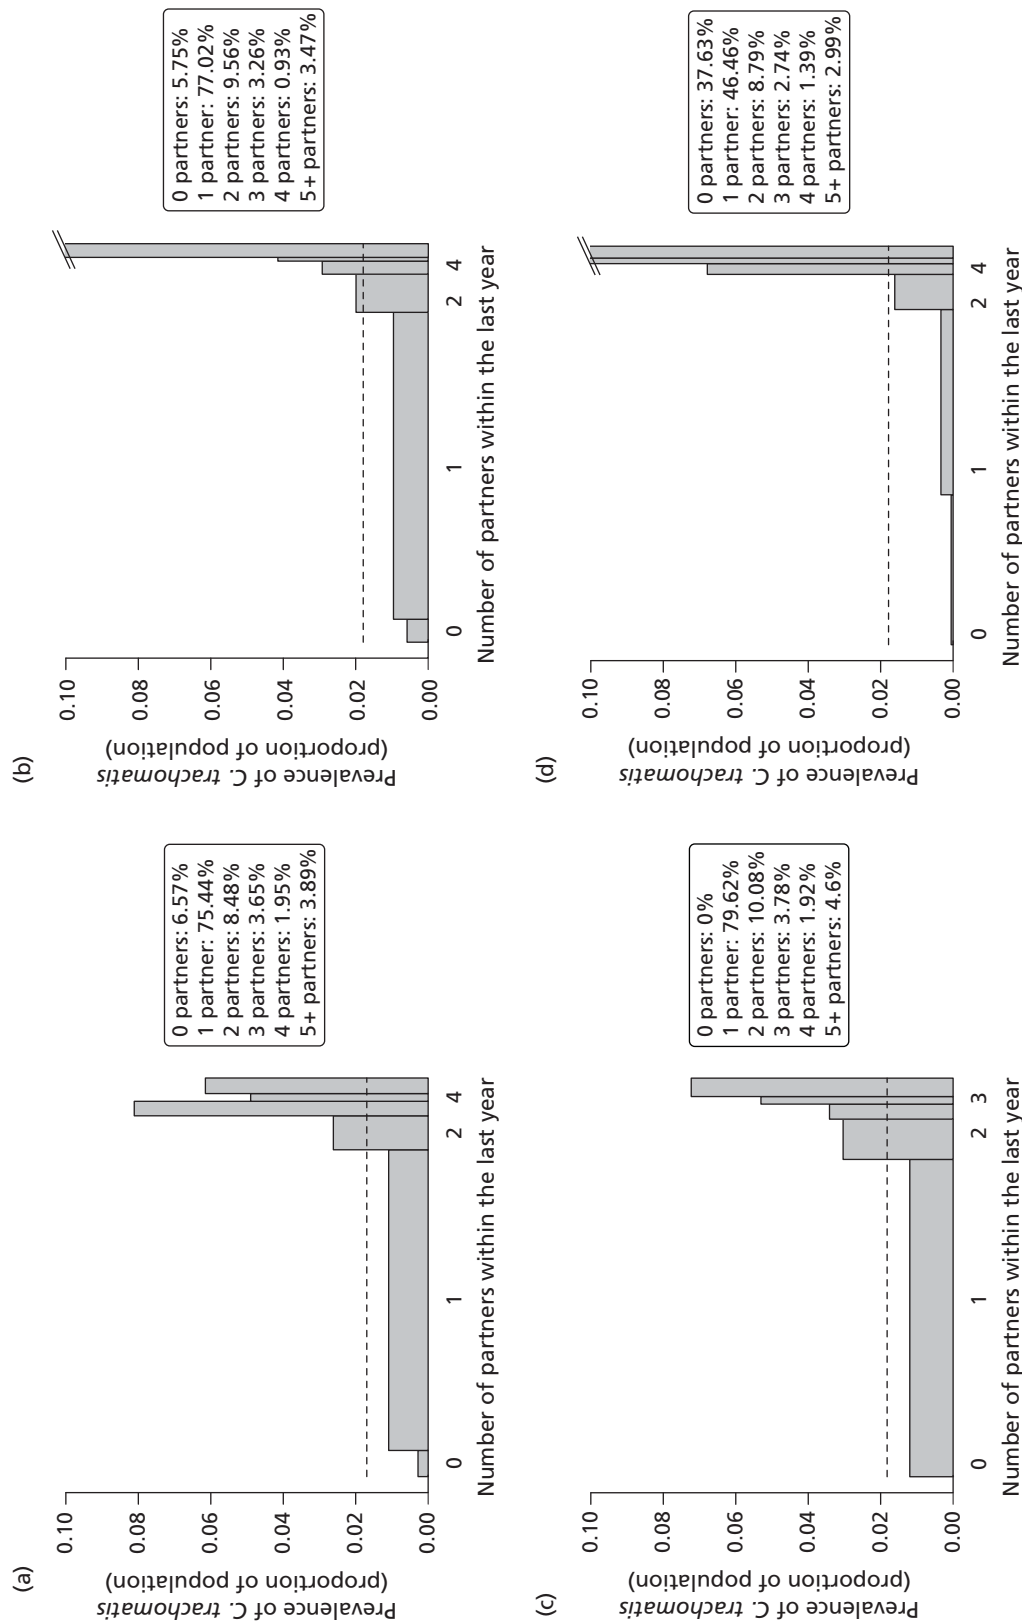 (a)
Prevalence of C. trachomatis
(proportion of population)
0.10
0.08
0.06
0.04
0.02
0.00
0
1
2
4
Number of partners within the last year
0 partners: 6.57%
1 partner: 75.44%
2 partners: 8.48%
3 partners: 3.65%
4 partners: 1.95%
5+ partners: 3.89%
(b)
Prevalence of C. trachomatis
(proportion of population)
0.10
0.08
0.06
0.04
0.02
0.00
0
1
2
4
Number of partners within the last year
0 partners: 5.75%
1 partner: 77.02%
2 partners: 9.56%
3 partners: 3.26%
4 partners: 0.93%
5+ partners: 3.47%
(c)
Prevalence of C. trachomatis
(proportion of population)
0.10
0.08
0.06
0.04
0.02
0.00
0
1
2
3
Number of partners within the last year
0 partners: 0%
1 partner: 79.62%
2 partners: 10.08%
3 partners: 3.78%
4 partners: 1.92%
5+ partners: 4.6%
(d)
Prevalence of C. trachomatis
(proportion of population)
0.10
0.08
0.06
0.04
0.02
0.00
0
1
2
4
Number of partners within the last year
0 partners: 37.63%
1 partner: 46.46%
2 partners: 8.79%
3 partners: 2.74%
4 partners: 1.39%
5+ partners: 2.99%